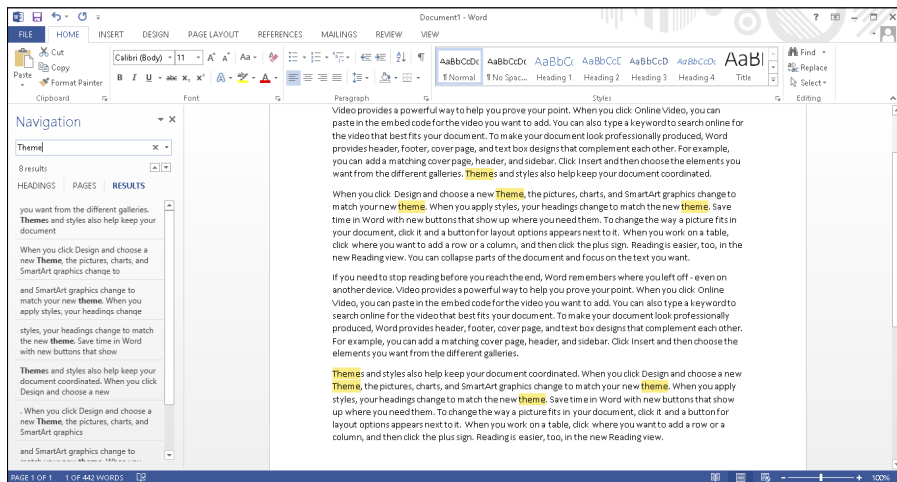 Document1 - Word
FILE HOME INSERT DESIGN PAGE LAYOUT REFERENCES MAILINGS REVIEW VIEW
Paste
Cut
Copy
Format Painter
Calibri (Body) 11
AaBbCcDc AaBbCcDc AaBbCc AaBbCcE AaBbCcD AaBbCcDc AaBl
¶ Normal ¶ No Spac... Heading 1 Heading 2 Heading 3 Heading 4 Title
Find
Replace
Select
Clipboard Font Paragraph Styles Editing
Navigation
Theme
8 results
HEADINGS PAGES RESULTS
you want from the different galleries.
Themes and styles also help keep your
document
When you click Design and choose a
new Theme, the pictures, charts, and
SmartArt graphics change to
and SmartArt graphics change to
match your new theme. When you
apply styles, your headings change
styles, your headings change to match
the new theme. Save time in Word
with new buttons that show
Themes and styles also help keep your
document coordinated. When you click
Design and choose a new
. When you click Design and choose a
new Theme, the pictures, charts, and
SmartArt graphics
and SmartArt graphics change to
match your new theme. When you
Video provides a powerful way to help you prove your point. When you click Online Video, you can
paste in the embed code for the video you want to add. You can also type a keyword to search online for
the video that best fits your document. To make your document look professionally produced, Word
provides header, footer, cover page, and text box designs that complement each other. For example,
you can add a matching cover page, header, and sidebar. Click Insert and then choose the elements you
want from the different galleries. Themes and styles also help keep your document coordinated.
When you click Design and choose a new Theme, the pictures, charts, and SmartArt graphics change to
match your new theme. When you apply styles, your headings change to match the new theme. Save
time in Word with new buttons that show up where you need them. To change the way a picture fits in
your document, click it and a button for layout options appears next to it. When you work on a table,
click where you want to add a row or a column, and then click the plus sign. Reading is easier, too, in the
new Reading view. You can collapse parts of the document and focus on the text you want.
If you need to stop reading before you reach the end, Word remembers where you left off - even on
another device. Video provides a powerful way to help you prove your point. When you click Online
Video, you can paste in the embed code for the video you want to add. You can also type a keyword to
search online for the video that best fits your document. To make your document look professionally
produced, Word provides header, footer, cover page, and text box designs that complement each other.
For example, you can add a matching cover page, header, and sidebar. Click Insert and then choose the
elements you want from the different galleries.
Themes and styles also help keep your document coordinated. When you click Design and choose a new
Theme, the pictures, charts, and SmartArt graphics change to match your new theme. When you apply
styles, your headings change to match the new theme. Save time in Word with new buttons that show
up where you need them. To change the way a picture fits in your document, click it and a button for
layout options appears next to it. When you work on a table, click where you want to add a row or a
column, and then click the plus sign. Reading is easier, too, in the new Reading view.
PAGE 1 OF 1 1 OF 442 WORDS 100%